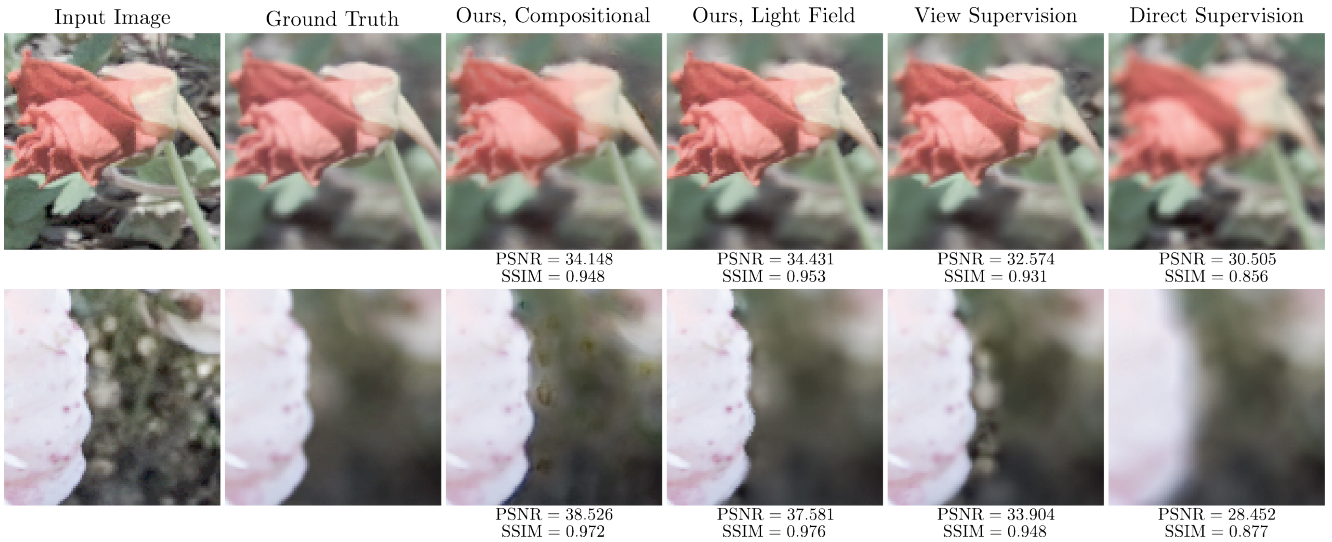 Input Image
Ground Truth
Ours, Compositional
Ours, Light Field
View Supervision
Direct Supervision
PSNR = 34.148
SSIM = 0.948
PSNR = 34.431
SSIM = 0.953
PSNR = 32.574
SSIM = 0.931
PSNR = 30.505
SSIM = 0.856
PSNR = 38.526
SSIM = 0.972
PSNR = 37.581
SSIM = 0.976
PSNR = 33.904
SSIM = 0.948
PSNR = 28.452
SSIM = 0.877